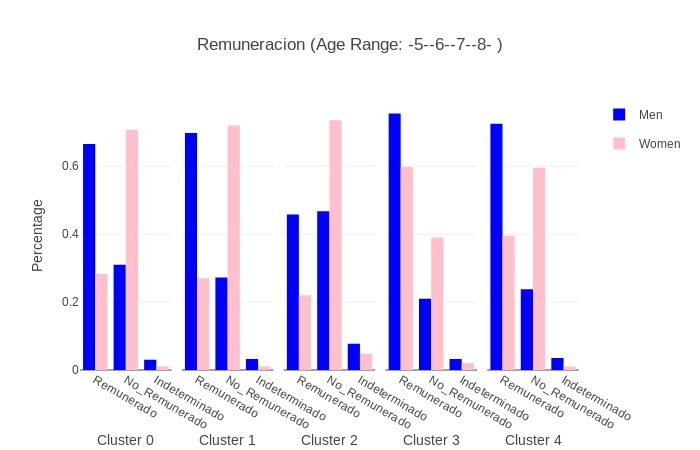 Remuneracion (Age Range: -5--6--7--8- )
Men
Women
Percentage
0.6
0.4
0.2
0
Remunerado
No_Remunerado
Indeterminado
Remunerado
No_Remunerado
Indeterminado
Remunerado
No_Remunerado
Indeterminado
Remunerado
No_Remunerado
Indeterminado
Remunerado
No_Remunerado
Indeterminado
Cluster 0
Cluster 1
Cluster 2
Cluster 3
Cluster 4